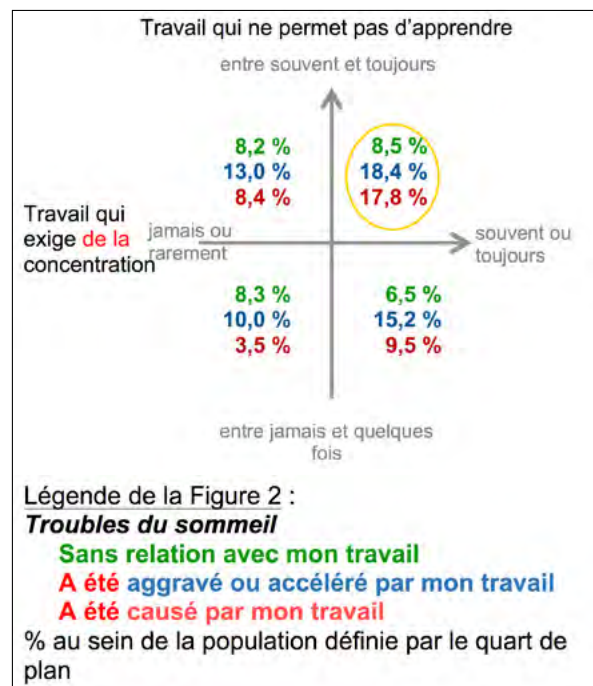 Travail qui ne permet pas d'apprendre
entre souvent et toujours
8,2 %
13,0 %
8,4 %
8,5 %
18,4 %
17,8 %
Travail qui
exige de la
concentration
jamais ou
rarement
souvent ou
toujours
8,3 %
10,0 %
3,5 %
6,5 %
15,2 %
9,5 %
entre jamais et quelques
fois
Légende de la Figure 2 :
Troubles du sommeil
Sans relation avec mon travail
A été aggravé ou accéléré par mon travail
A été causé par mon travail
% au sein de la population définie par le quart de
plan